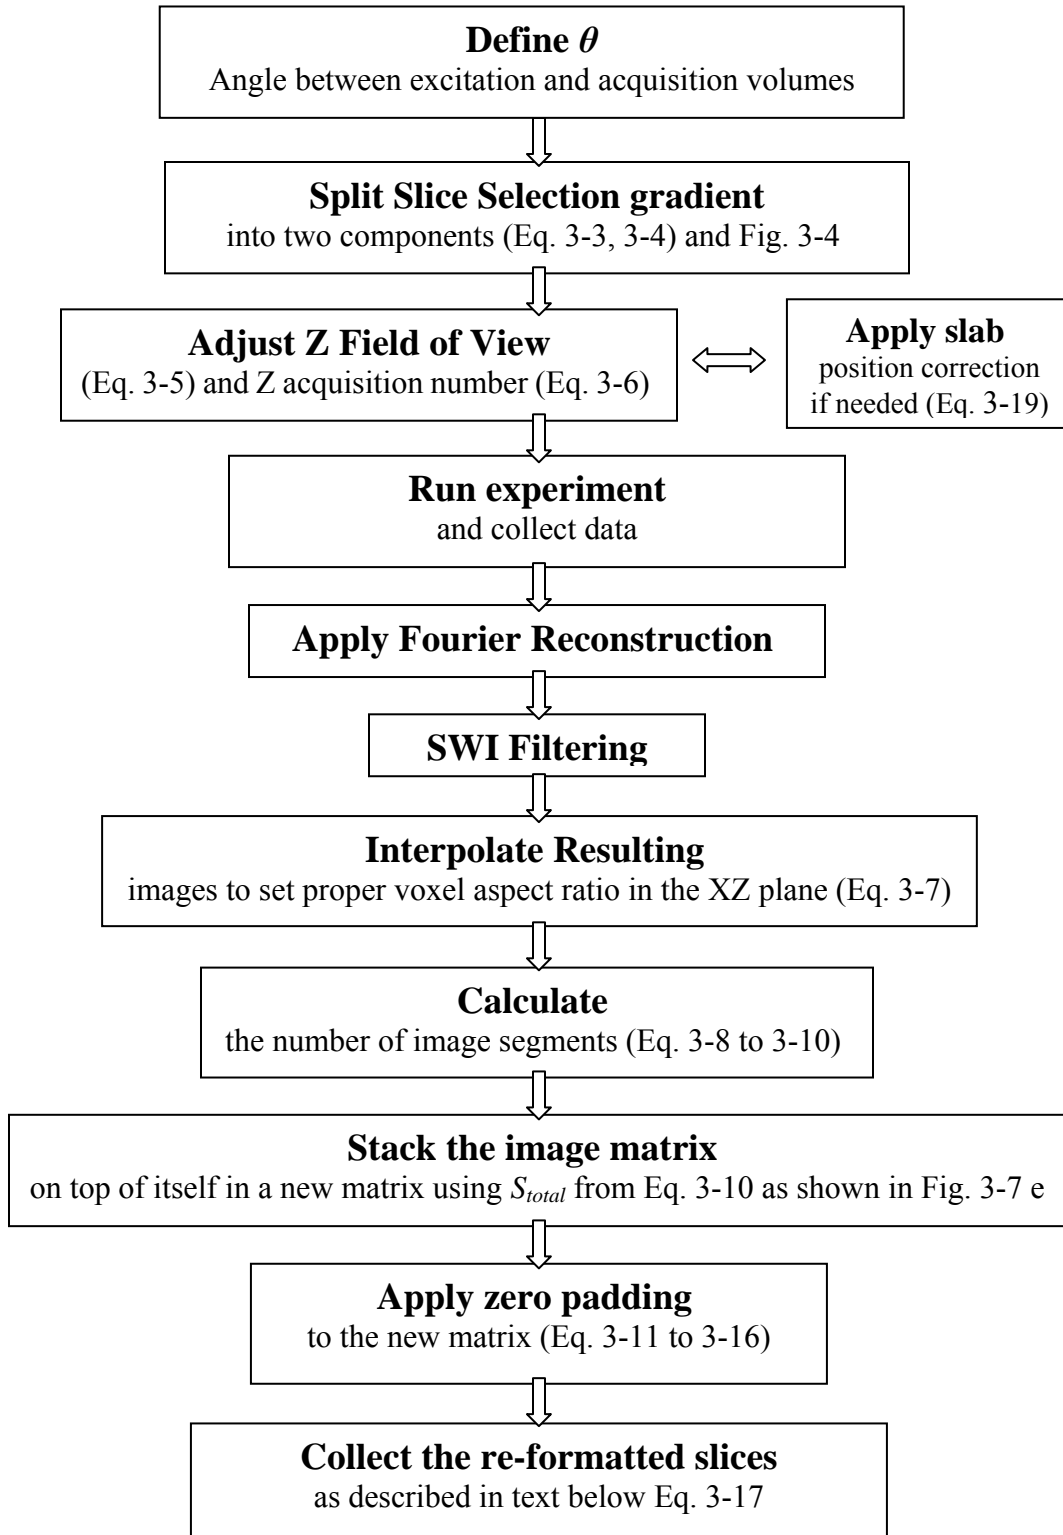 Define θ
Angle between excitation and acquisition volumes
Split Slice Selection gradient
into two components (Eq. 3-3, 3-4) and Fig. 3-4
Adjust Z Field of View
(Eq. 3-5) and Z acquisition number (Eq. 3-6)
Apply slab
position correction
if needed (Eq. 3-19)
Run experiment
and collect data
Apply Fourier Reconstruction
SWI Filtering
Interpolate Resulting
images to set proper voxel aspect ratio in the XZ plane (Eq. 3-7)
Calculate
the number of image segments (Eq. 3-8 to 3-10)
Stack the image matrix
on top of itself in a new matrix using S_total from Eq. 3-10 as shown in Fig. 3-7 e
Apply zero padding
to the new matrix (Eq. 3-11 to 3-16)
Collect the re-formatted slices
as described in text below Eq. 3-17